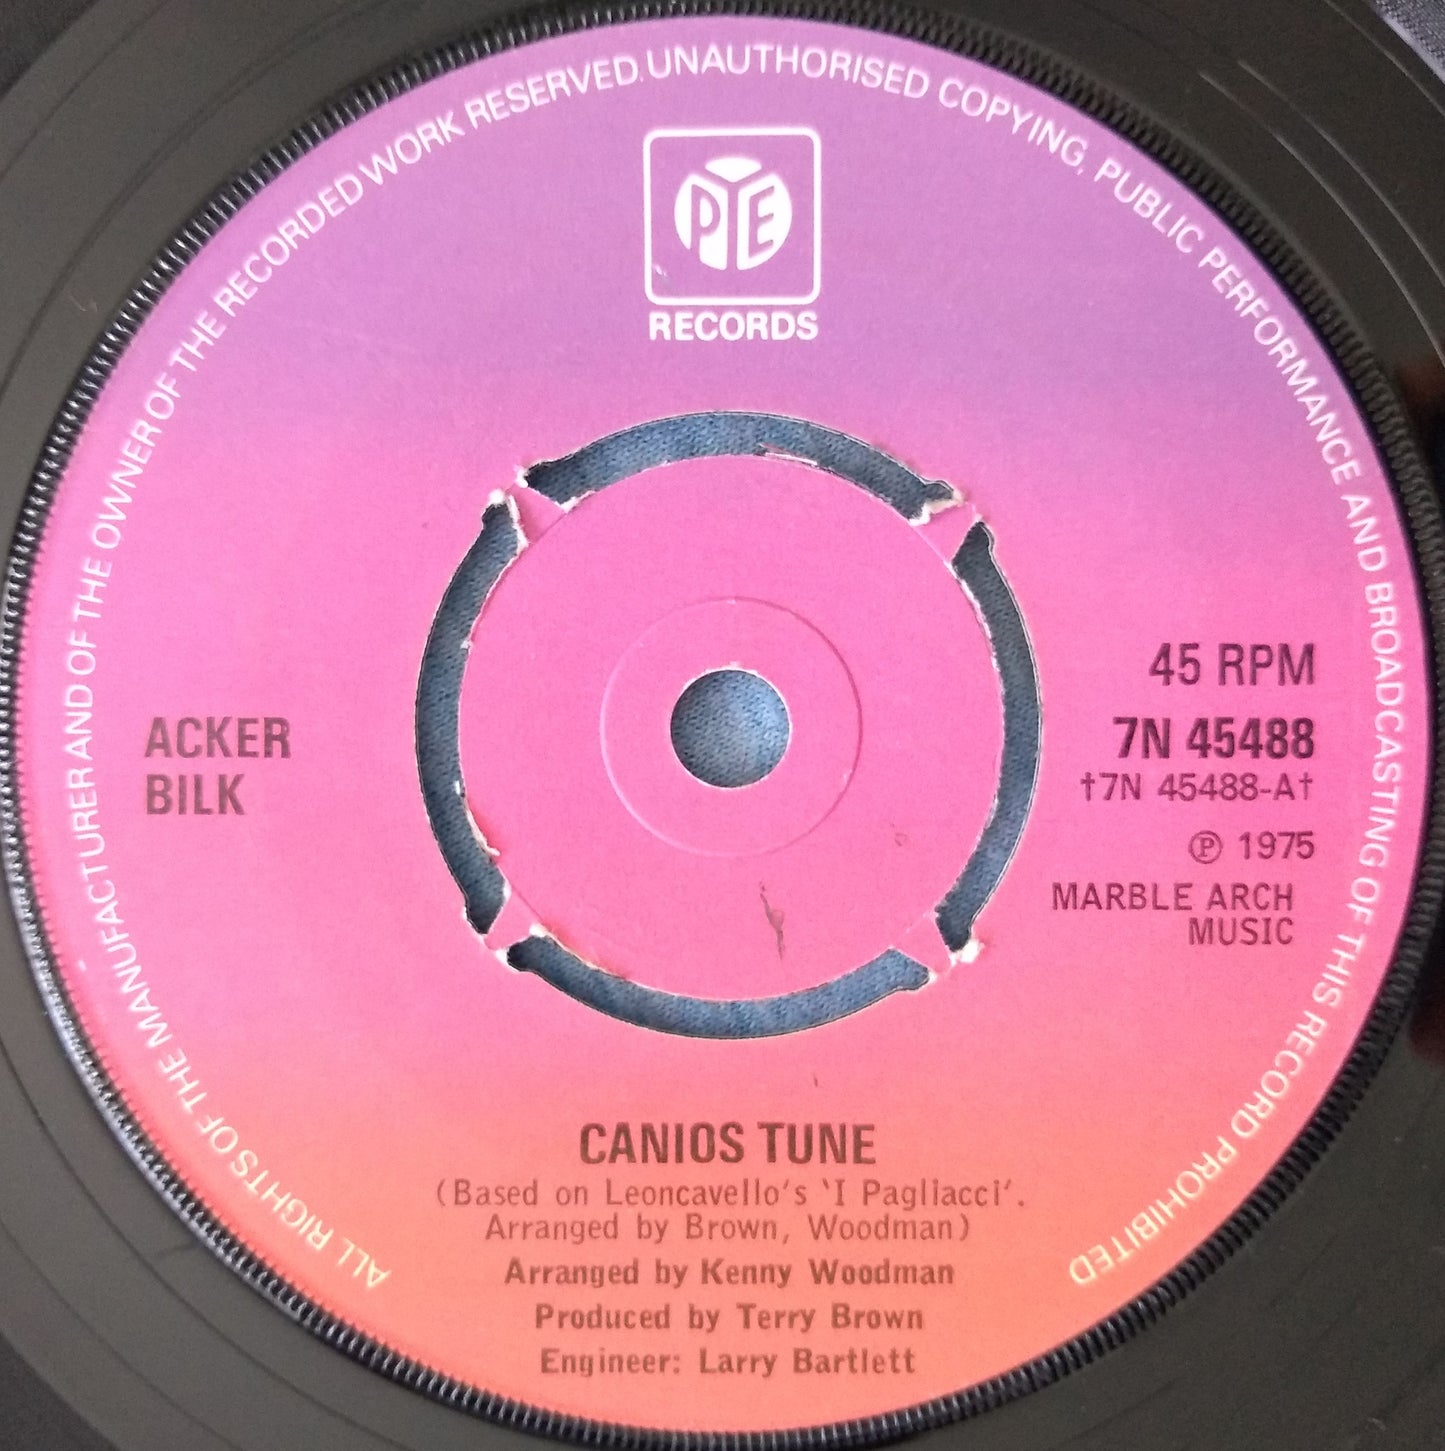 ALL RIGHTS OF THE MANUFACTURER AND OF THE OWNER OF THE RECORDED WORK RESERVED. UNAUTHORISED COPYING, PUBLIC PERFORMANCE AND BROADCASTING OF THIS RECORD PROHIBITED
PYE
RECORDS
ACKER
BILK
45 RPM
7N 45488
†7N 45488-A†
℗ 1975
MARBLE ARCH
MUSIC
CANIOS TUNE
(Based on Leoncavello's 'I Pagliacci'.
Arranged by Brown, Woodman)
Arranged by Kenny Woodman
Produced by Terry Brown
Engineer: Larry Bartlett